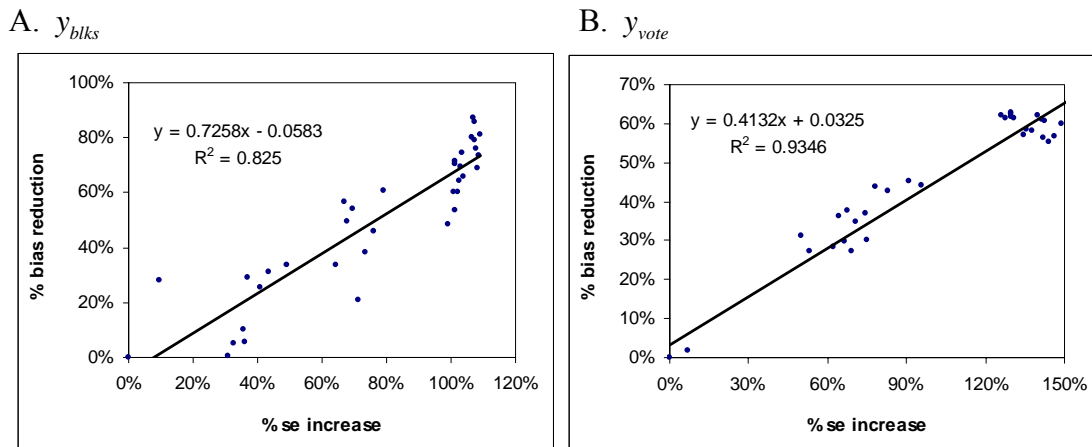 A. y_blks
100%
80%
60%
40%
20%
0%
y = 0.7258x - 0.0583
R² = 0.825
% bias reduction
0% 20% 40% 60% 80% 100% 120%
% se increase
B. y_vote
70%
60%
50%
40%
30%
20%
10%
0%
y = 0.4132x + 0.0325
R² = 0.9346
% bias reduction
0% 30% 60% 90% 120% 150%
% se increase